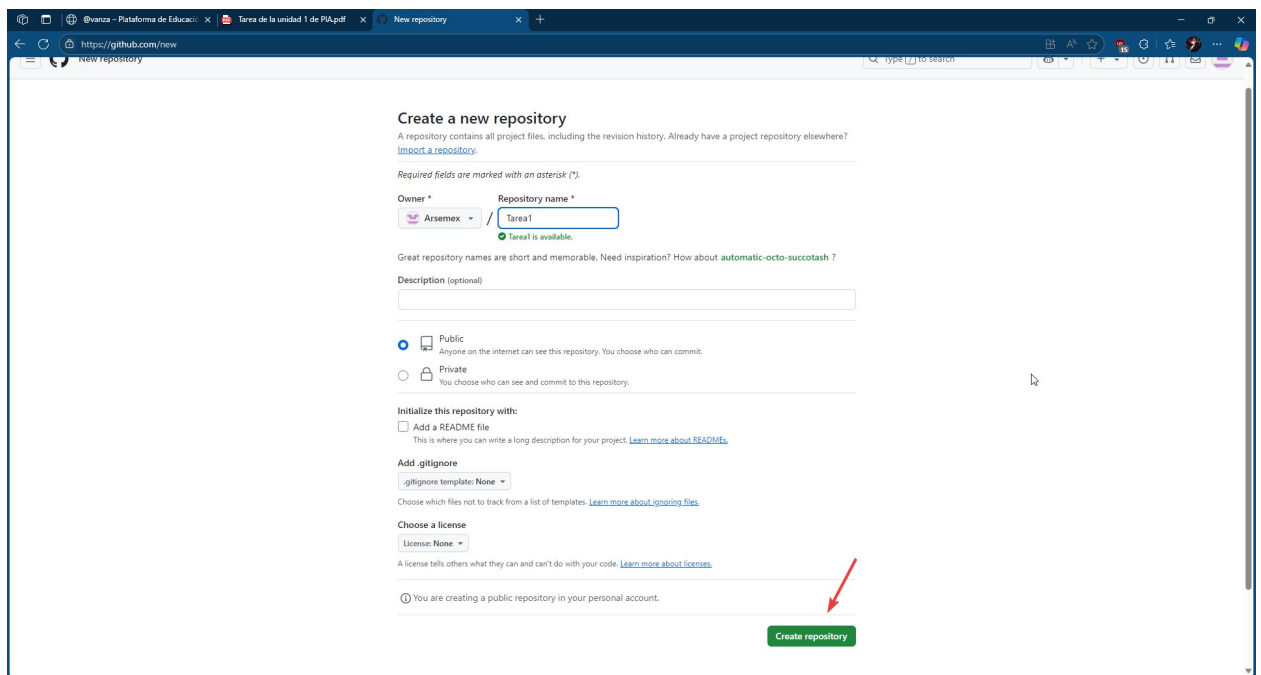 @vanza – Plataforma de Educació
Tarea de la unidad 1 de PIA.pdf
New repository
https://github.com/new
15
New repository
Type / to search
Create a new repository
A repository contains all project files, including the revision history. Already have a project repository elsewhere?
Import a repository.
Required fields are marked with an asterisk (*).
Owner *
Repository name *
Arsemex
/
Tarea1
Tarea1 is available.
Great repository names are short and memorable. Need inspiration? How about automatic-octo-succotash ?
Description (optional)
Public
Anyone on the internet can see this repository. You choose who can commit.
Private
You choose who can see and commit to this repository.
Initialize this repository with:
Add a README file
This is where you can write a long description for your project. Learn more about READMEs.
Add .gitignore
.gitignore template: None
Choose which files not to track from a list of templates. Learn more about ignoring files.
Choose a license
License: None
A license tells others what they can and can't do with your code. Learn more about licenses.
You are creating a public repository in your personal account.
Create repository